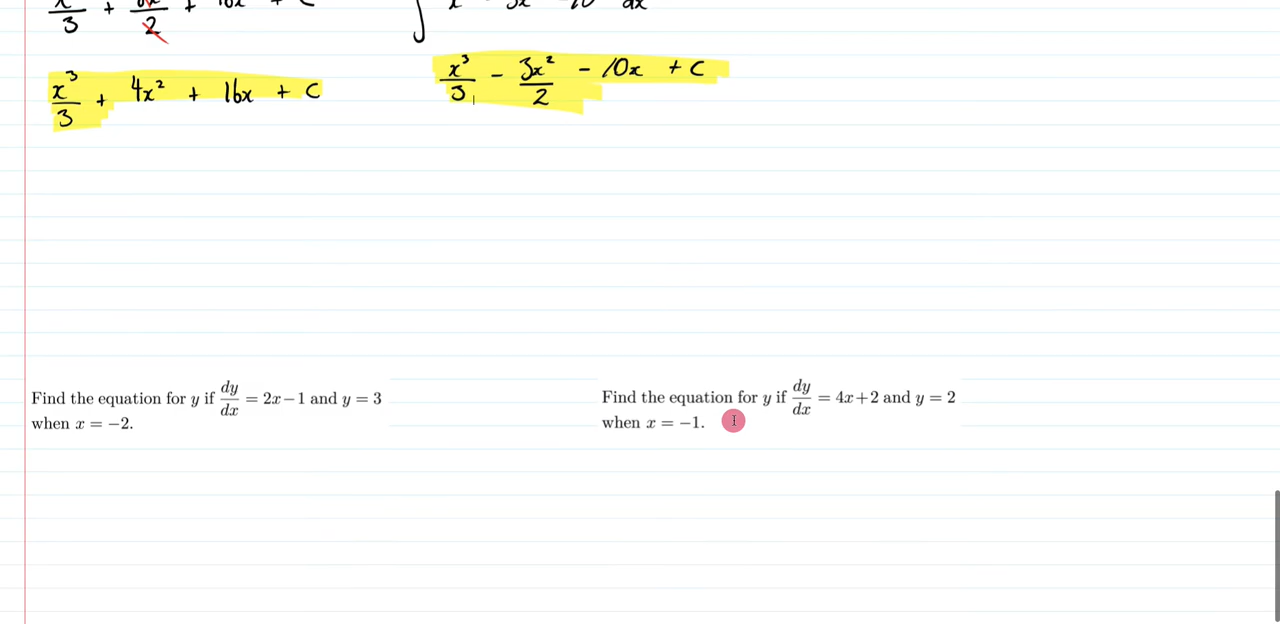 x³/3 + 4x² + 16x + C
x³/3 - 3x²/2 - 10x + C
Find the equation for y if dy/dx = 2x−1 and y = 3
when x = −2.
Find the equation for y if dy/dx = 4x+2 and y = 2
when x = −1.